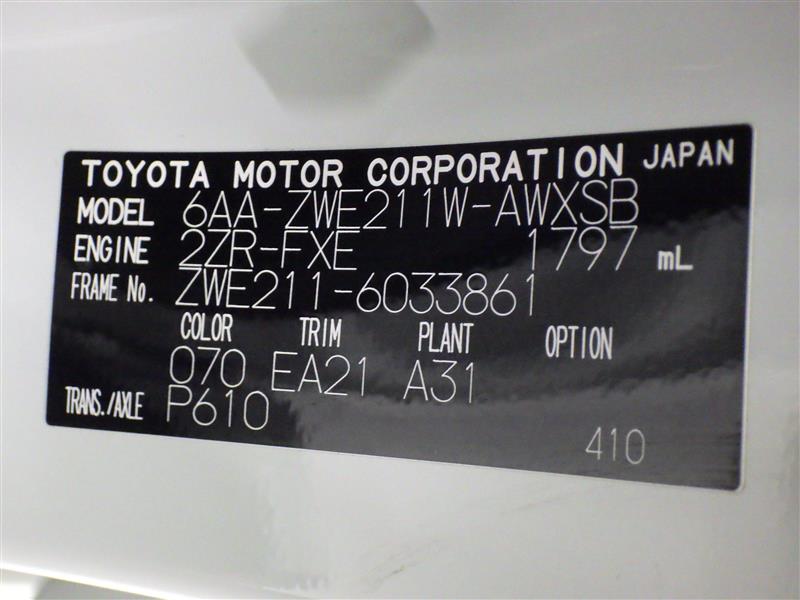 TOYOTA MOTOR CORPORATION JAPAN
MODEL 6AA-ZWE211W-AWXSB
ENGINE 2ZR-FXE 1797 mL
FRAME No. ZWE211-6033861
COLOR TRIM PLANT OPTION
070 EA21 A31
TRANS./AXLE P610
410